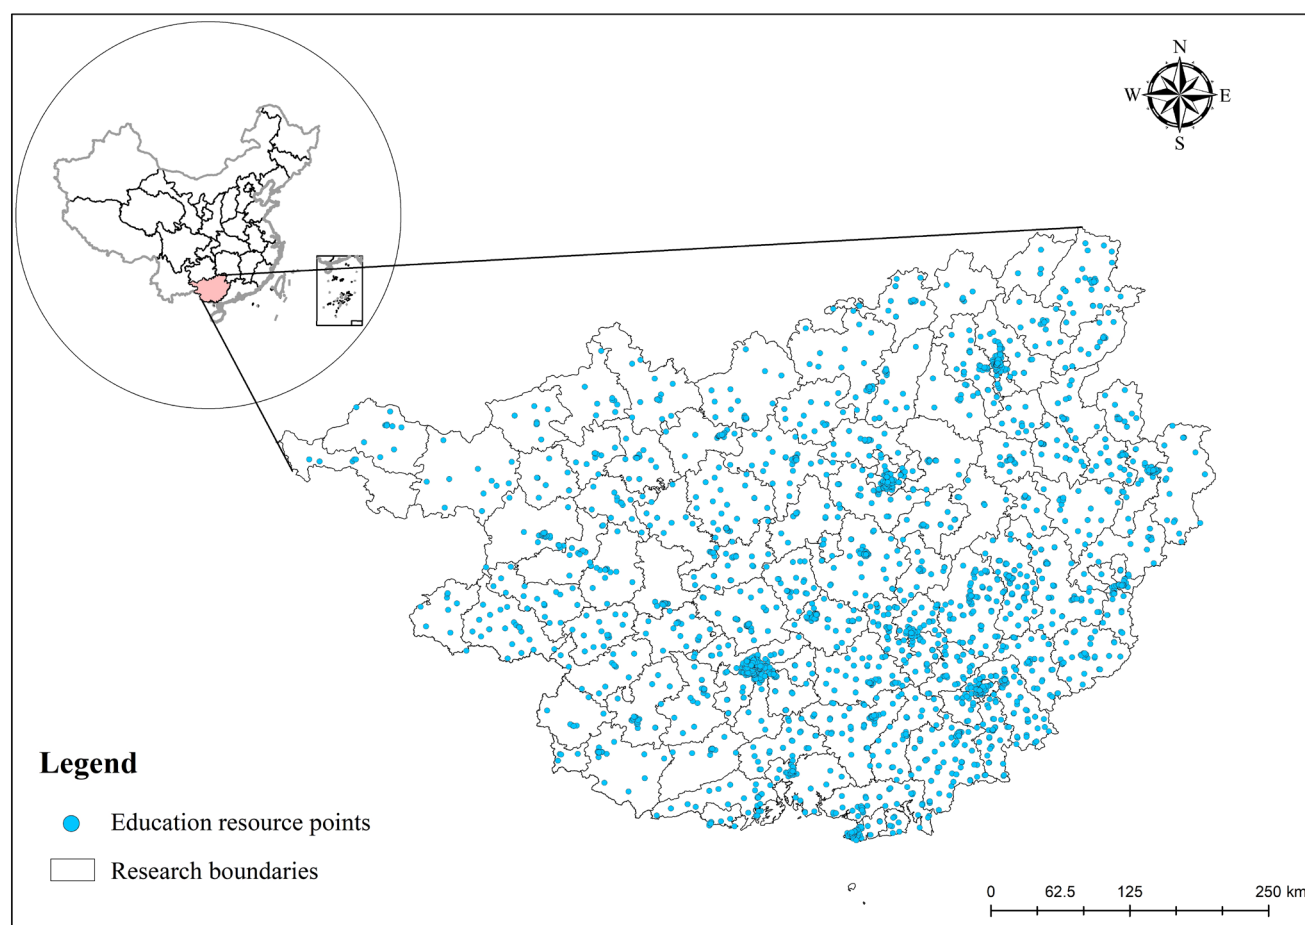 N
W E
S
Legend
Education resource points
Research boundaries
0 62.5 125 250 km